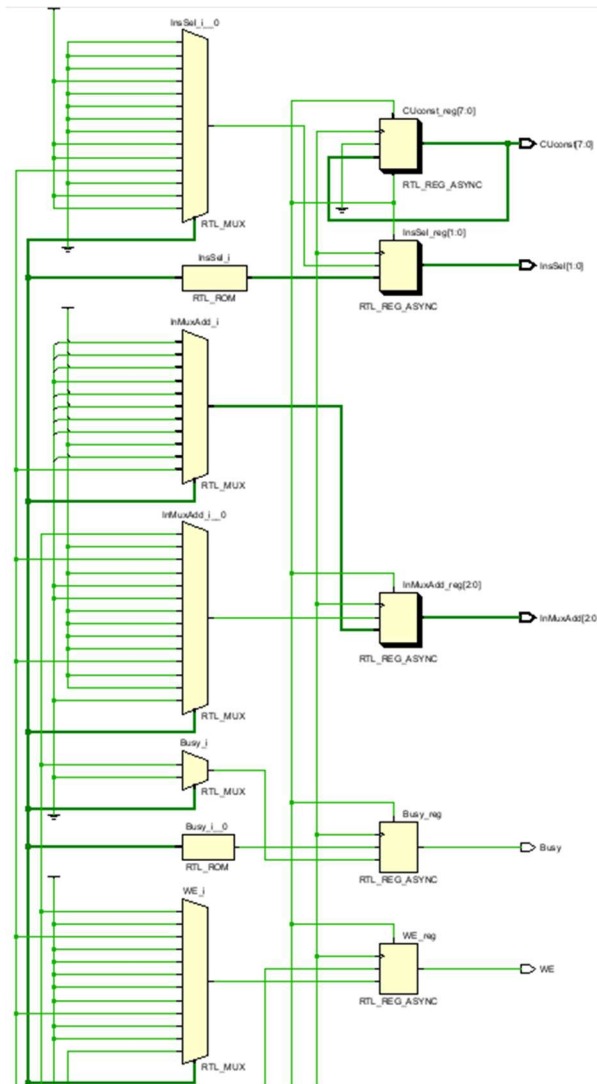 InsSel_i__0
RTL_MUX
CUconst_reg[7:0]
CUconst[7:0]
RTL_REG_ASYNC
InsSel_reg[1:0]
InsSel[1:0]
RTL_REG_ASYNC
InsSel_i
RTL_ROM
InMuxAdd_i
RTL_MUX
InMuxAdd_i__0
RTL_MUX
InMuxAdd_reg[2:0]
InMuxAdd[2:0
RTL_REG_ASYNC
Busy_i
RTL_MUX
Busy_i__0
RTL_ROM
Busy_reg
Busy
RTL_REG_ASYNC
WE_i
RTL_MUX
WE_reg
WE
RTL_REG_ASYNC